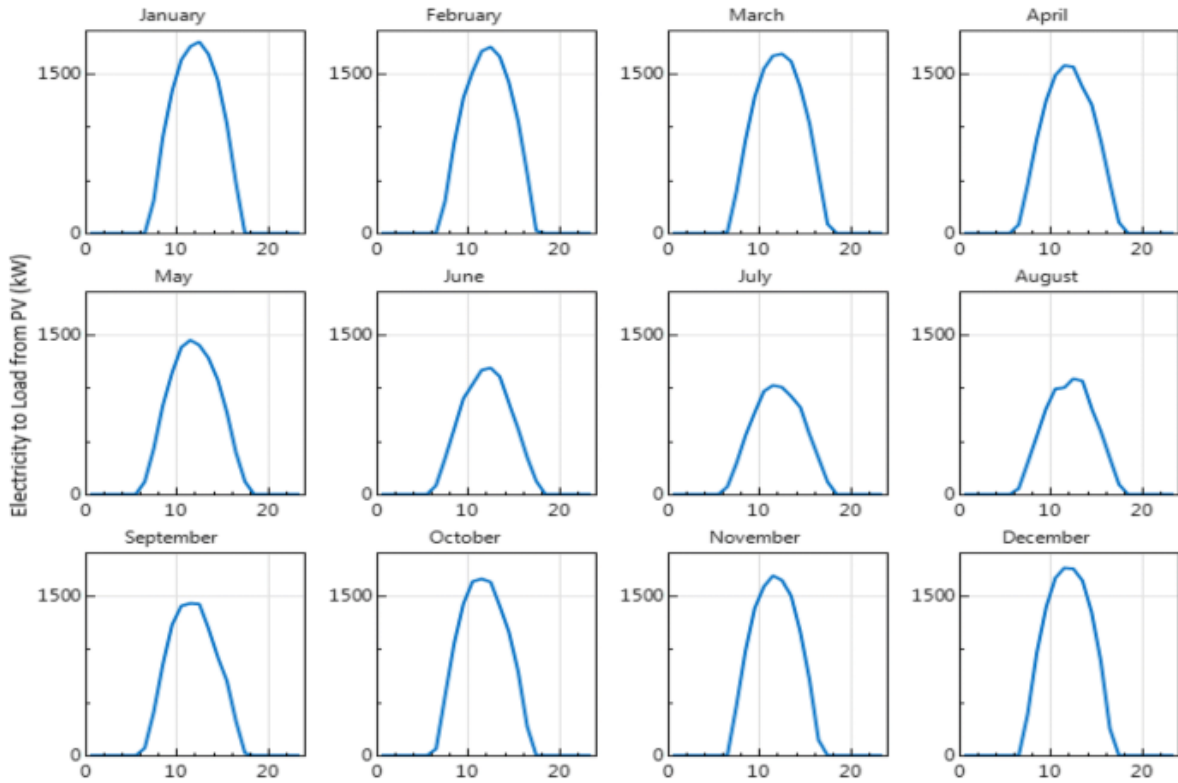 January February March April
1500 1500 1500 1500
0 0 0 0
0 10 20 0 10 20 0 10 20 0 10 20
Electricity to Load from PV (kW)
May June July August
1500 1500 1500 1500
0 0 0 0
0 10 20 0 10 20 0 10 20 0 10 20
September October November December
1500 1500 1500 1500
0 0 0 0
0 10 20 0 10 20 0 10 20 0 10 20